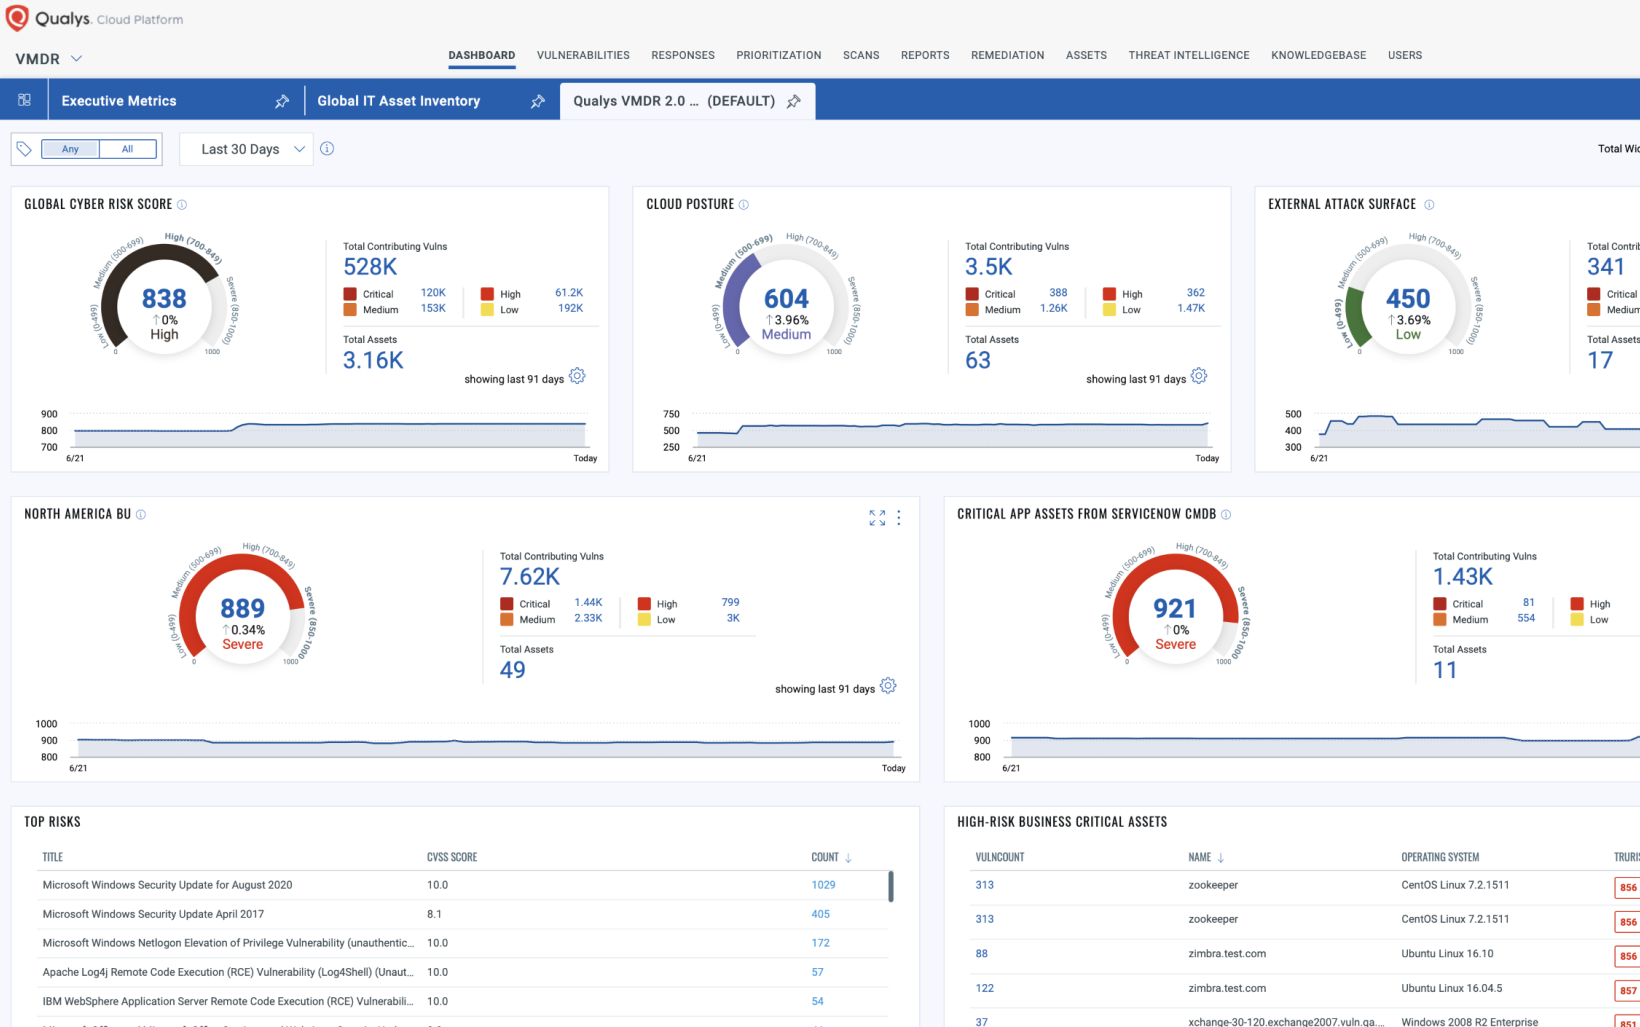 Qualys. Cloud Platform
VMDR
DASHBOARD VULNERABILITIES RESPONSES PRIORITIZATION SCANS REPORTS REMEDIATION ASSETS THREAT INTELLIGENCE KNOWLEDGEBASE USERS
Executive Metrics Global IT Asset Inventory Qualys VMDR 2.0 ... (DEFAULT)
Any All Last 30 Days
Total Wid
GLOBAL CYBER RISK SCORE
Low (0-499) Medium (500-699) High (700-849) Severe (850-1000)
838
↑0%
High
0 1000
Total Contributing Vulns
528K
Critical 120K High 61.2K
Medium 153K Low 192K
Total Assets
3.16K
showing last 91 days
900
800
700
6/21 Today
CLOUD POSTURE
Low (0-499) Medium (500-699) High (700-849) Severe (850-1000)
604
↑3.96%
Medium
0 1000
Total Contributing Vulns
3.5K
Critical 388 High 362
Medium 1.26K Low 1.47K
Total Assets
63
showing last 91 days
750
500
250
6/21 Today
EXTERNAL ATTACK SURFACE
Low (0-499) Medium (500-699) High (700-849) Severe (850-1000)
450
↑3.69%
Low
0 1000
Total Contrib
341
Critical
Medium
Total Assets
17
500
400
300
6/21
NORTH AMERICA BU
Low (0-499) Medium (500-699) High (700-849) Severe (850-1000)
889
↑0.34%
Severe
0 1000
Total Contributing Vulns
7.62K
Critical 1.44K High 799
Medium 2.33K Low 3K
Total Assets
49
showing last 91 days
1000
900
800
6/21 Today
CRITICAL APP ASSETS FROM SERVICENOW CMDB
Low (0-499) Medium (500-699) High (700-849) Severe (850-1000)
921
↑0%
Severe
0 1000
Total Contributing Vulns
1.43K
Critical 81 High
Medium 554 Low
Total Assets
11
1000
900
800
6/21
TOP RISKS
TITLE CVSS SCORE COUNT
Microsoft Windows Security Update for August 2020 10.0 1029
Microsoft Windows Security Update April 2017 8.1 405
Microsoft Windows Netlogon Elevation of Privilege Vulnerability (unauthentic... 10.0 172
Apache Log4j Remote Code Execution (RCE) Vulnerability (Log4Shell) (Unaut... 10.0 57
IBM WebSphere Application Server Remote Code Execution (RCE) Vulnerabili... 10.0 54
HIGH-RISK BUSINESS CRITICAL ASSETS
VULNCOUNT NAME OPERATING SYSTEM TRURIS
313 zookeeper CentOS Linux 7.2.1511 856
313 zookeeper CentOS Linux 7.2.1511 856
88 zimbra.test.com Ubuntu Linux 16.10 856
122 zimbra.test.com Ubuntu Linux 16.04.5 857
37 xchange-30-120.exchange2007.vuln.qa.... Windows 2008 R2 Enterprise 851